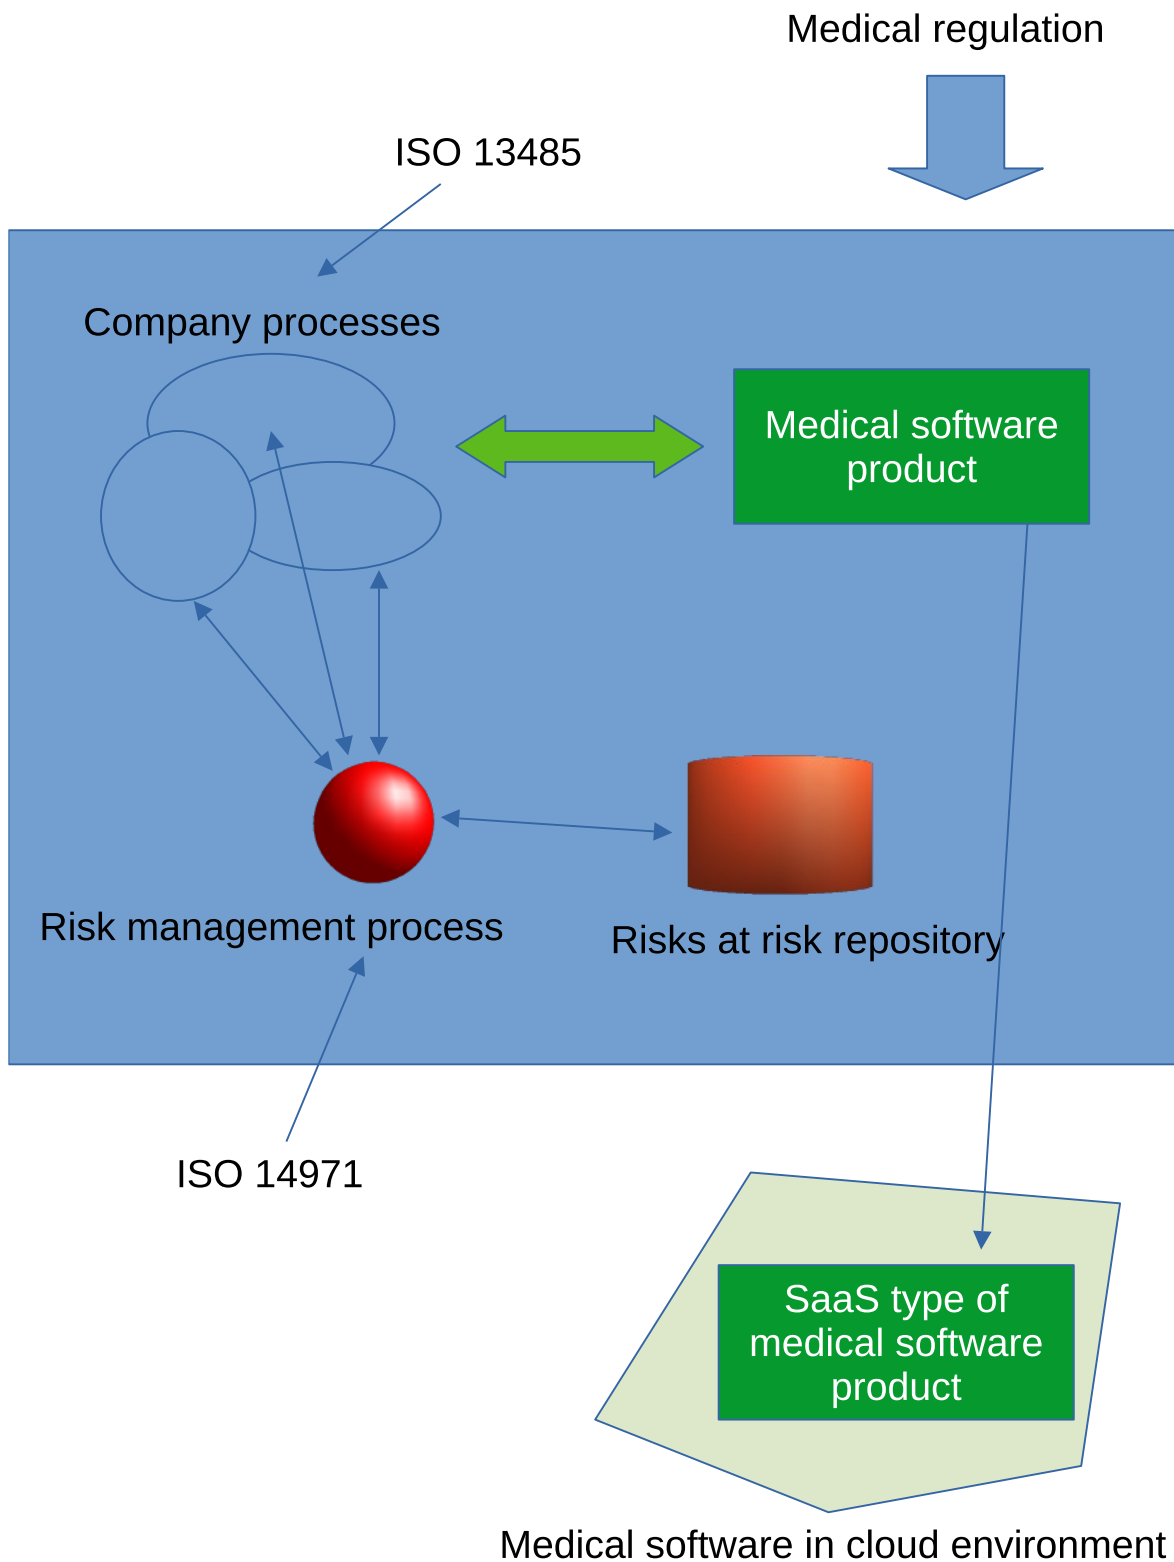 Medical regulation
ISO 13485
Company processes
Medical software
product
Risk management process
Risks at risk repository
ISO 14971
SaaS type of
medical software
product
Medical software in cloud environment